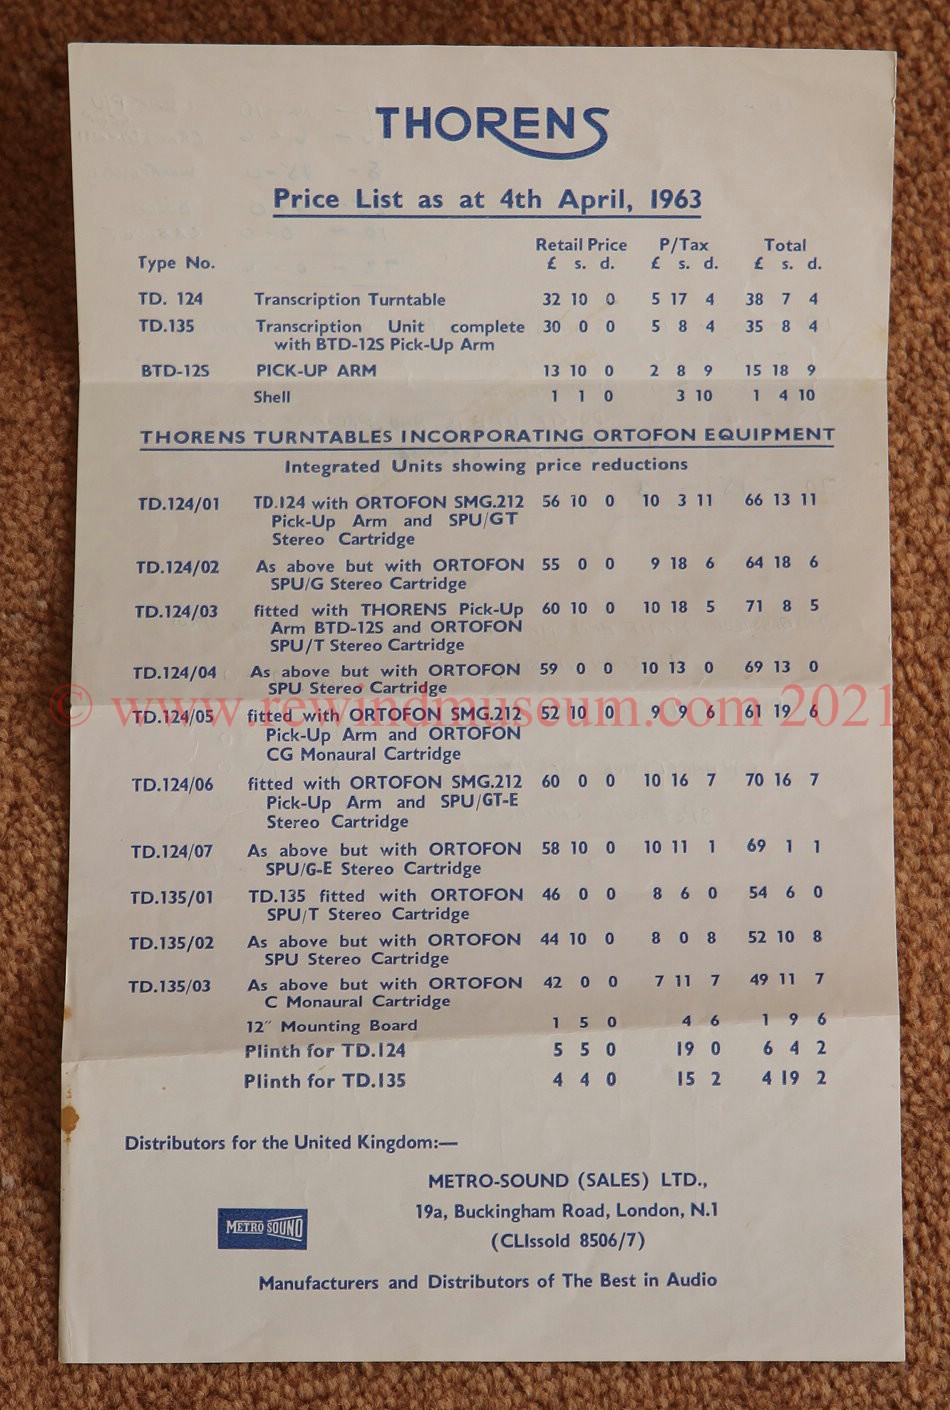 THORENS
Price List as at 4th April, 1963
Retail Price P/Tax Total
Type No. £ s. d. £ s. d. £ s. d.
TD. 124 Transcription Turntable 32 10 0 5 17 4 38 7 4
TD.135 Transcription Unit complete 30 0 0 5 8 4 35 8 4
with BTD-12S Pick-Up Arm
BTD-12S PICK-UP ARM 13 10 0 2 8 9 15 18 9
Shell 1 1 0 3 10 1 4 10
THORENS TURNTABLES INCORPORATING ORTOFON EQUIPMENT
Integrated Units showing price reductions
TD.124/01 TD.124 with ORTOFON SMG.212 56 10 0 10 3 11 66 13 11
Pick-Up Arm and SPU/GT
Stereo Cartridge
TD.124/02 As above but with ORTOFON 55 0 0 9 18 6 64 18 6
SPU/G Stereo Cartridge
TD.124/03 fitted with THORENS Pick-Up 60 10 0 10 18 5 71 8 5
Arm BTD-12S and ORTOFON
SPU/T Stereo Cartridge
TD.124/04 As above but with ORTOFON 59 0 0 10 13 0 69 13 0
SPU Stereo Cartridge
© www.rewindmuseum.com 2021
TD.124/05 fitted with ORTOFON SMG.212 52 10 0 9 9 6 61 19 6
Pick-Up Arm and ORTOFON
CG Monaural Cartridge
TD.124/06 fitted with ORTOFON SMG.212 60 0 0 10 16 7 70 16 7
Pick-Up Arm and SPU/GT-E
Stereo Cartridge
TD.124/07 As above but with ORTOFON 58 10 0 10 11 1 69 1 1
SPU/G-E Stereo Cartridge
TD.135/01 TD.135 fitted with ORTOFON 46 0 0 8 6 0 54 6 0
SPU/T Stereo Cartridge
TD.135/02 As above but with ORTOFON 44 10 0 8 0 8 52 10 8
SPU Stereo Cartridge
TD.135/03 As above but with ORTOFON 42 0 0 7 11 7 49 11 7
C Monaural Cartridge
12″ Mounting Board 1 5 0 4 6 1 9 6
Plinth for TD.124 5 5 0 19 0 6 4 2
Plinth for TD.135 4 4 0 15 2 4 19 2
Distributors for the United Kingdom:—
METRO-SOUND (SALES) LTD.,
19a, Buckingham Road, London, N.1
METRO SOUND
(CLIssold 8506/7)
Manufacturers and Distributors of The Best in Audio